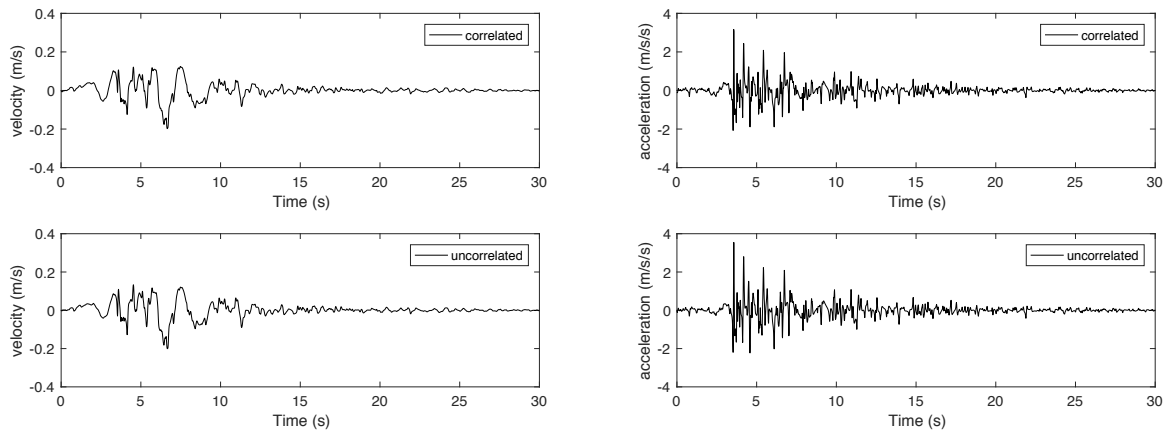 0.4
0.2
0
-0.2
-0.4
velocity (m/s)
correlated
0 5 10 15 20 25 30
Time (s)
4
2
0
-2
-4
acceleration (m/s/s)
correlated
0 5 10 15 20 25 30
Time (s)
0.4
0.2
0
-0.2
-0.4
velocity (m/s)
uncorrelated
0 5 10 15 20 25 30
Time (s)
4
2
0
-2
-4
acceleration (m/s/s)
uncorrelated
0 5 10 15 20 25 30
Time (s)